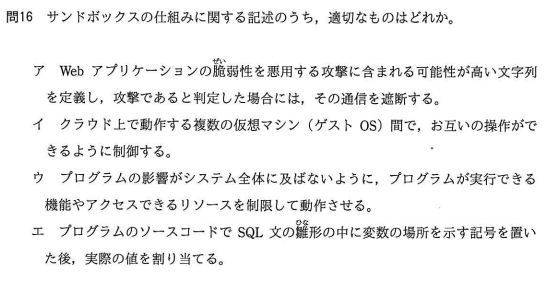 問16 サンドボックスの仕組みに関する記述のうち，適切なものはどれか。
ア Web アプリケーションの脆弱性を悪用する攻撃に含まれる可能性が高い文字列
を定義し，攻撃であると判定した場合には，その通信を遮断する。
イ クラウド上で動作する複数の仮想マシン（ゲスト OS）間で，お互いの操作がで
きるように制御する。
ウ プログラムの影響がシステム全体に及ばないように，プログラムが実行できる
機能やアクセスできるリソースを制限して動作させる。
エ プログラムのソースコードで SQL 文の雛形の中に変数の場所を示す記号を置い
た後，実際の値を割り当てる。